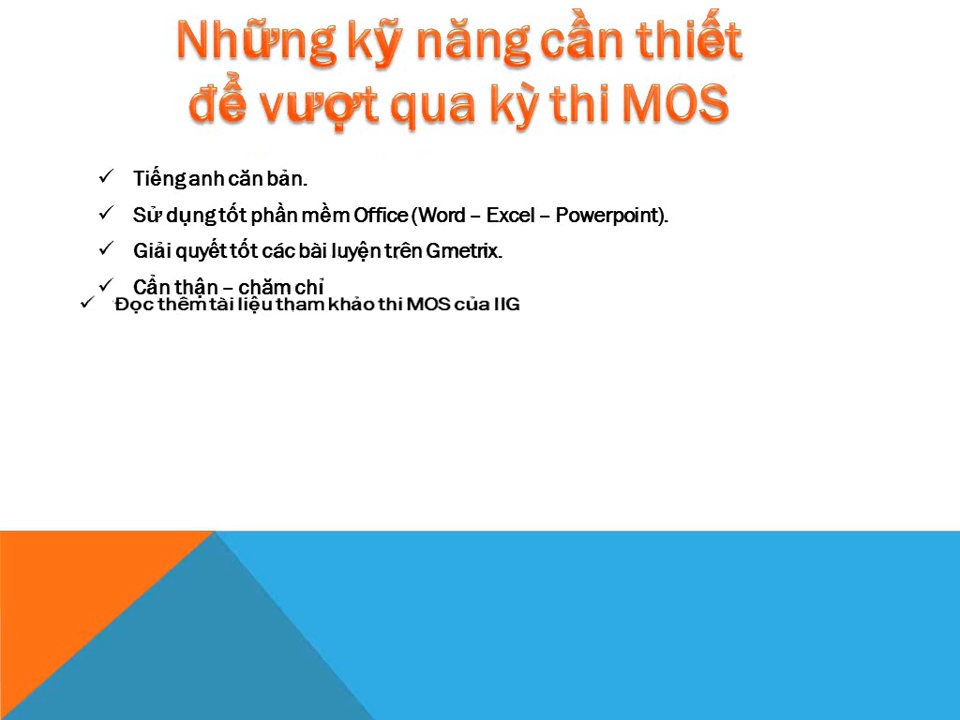 Những kỹ năng cần thiết
để vượt qua kỳ thi MOS
Tiếng anh căn bản.
Sử dụng tốt phần mềm Office (Word – Excel – Powerpoint).
Giải quyết tốt các bài luyện trên Gmetrix.
Cẩn thận – chăm chỉ
Đọc thêm tài liệu tham khảo thi MOS của IIG